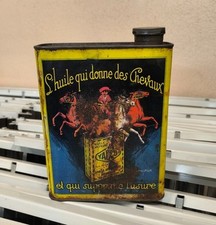 L'huile qui donne des Chevaux
et qui supprime l'usure